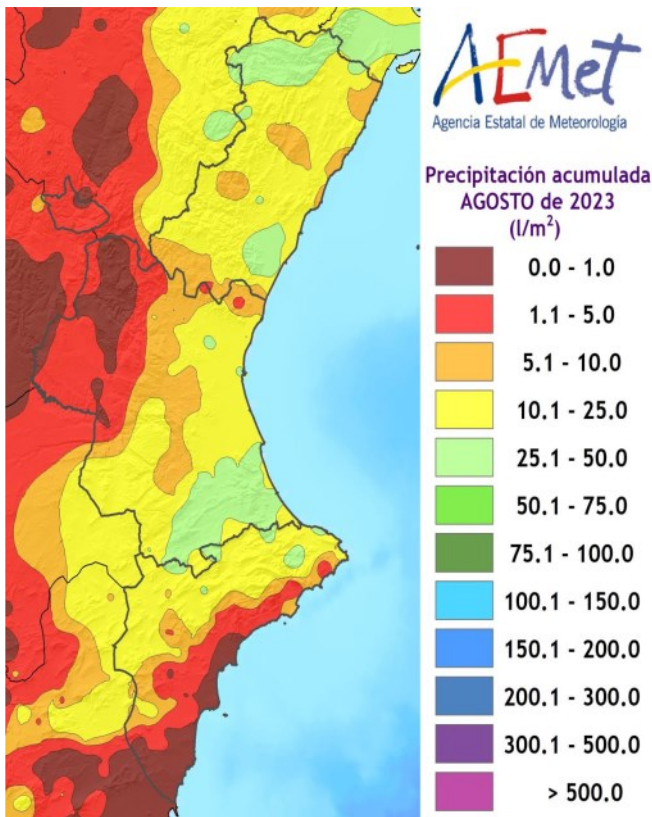 AEMet
Agencia Estatal de Meteorología
Precipitación acumulada
AGOSTO de 2023
(l/m²)
0.0 - 1.0
1.1 - 5.0
5.1 - 10.0
10.1 - 25.0
25.1 - 50.0
50.1 - 75.0
75.1 - 100.0
100.1 - 150.0
150.1 - 200.0
200.1 - 300.0
300.1 - 500.0
> 500.0